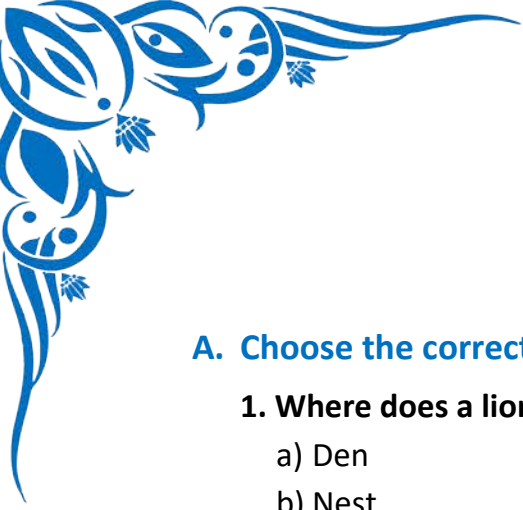 A. Choose the correct
1. Where does a lion
a) Den
b) Nest